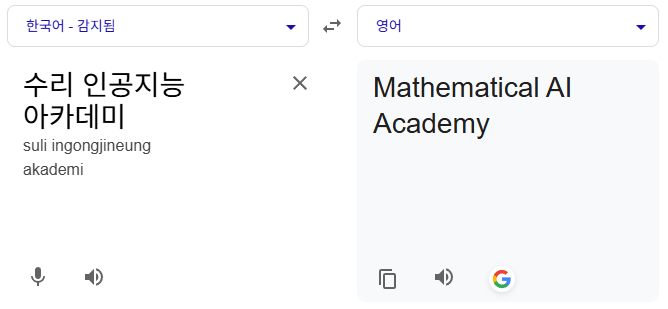 한국어 - 감지됨
영어
수리 인공지능
아카데미
suli ingongjineung
akademi
Mathematical AI
Academy